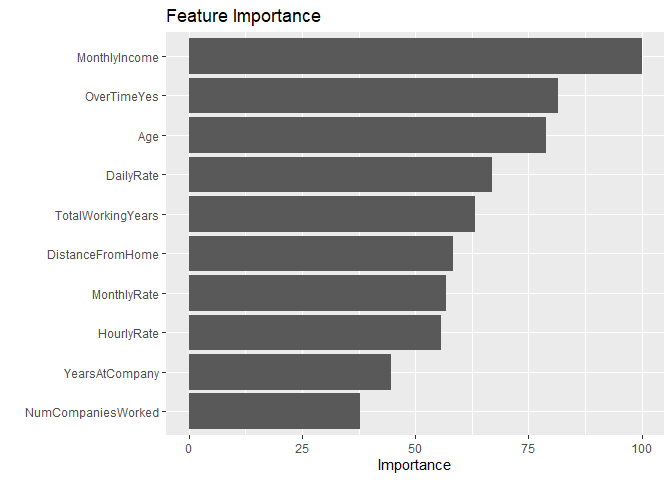 Feature Importance
MonthlyIncome
OverTimeYes
Age
DailyRate
TotalWorkingYears
DistanceFromHome
MonthlyRate
HourlyRate
YearsAtCompany
NumCompaniesWorked
0 25 50 75 100
Importance